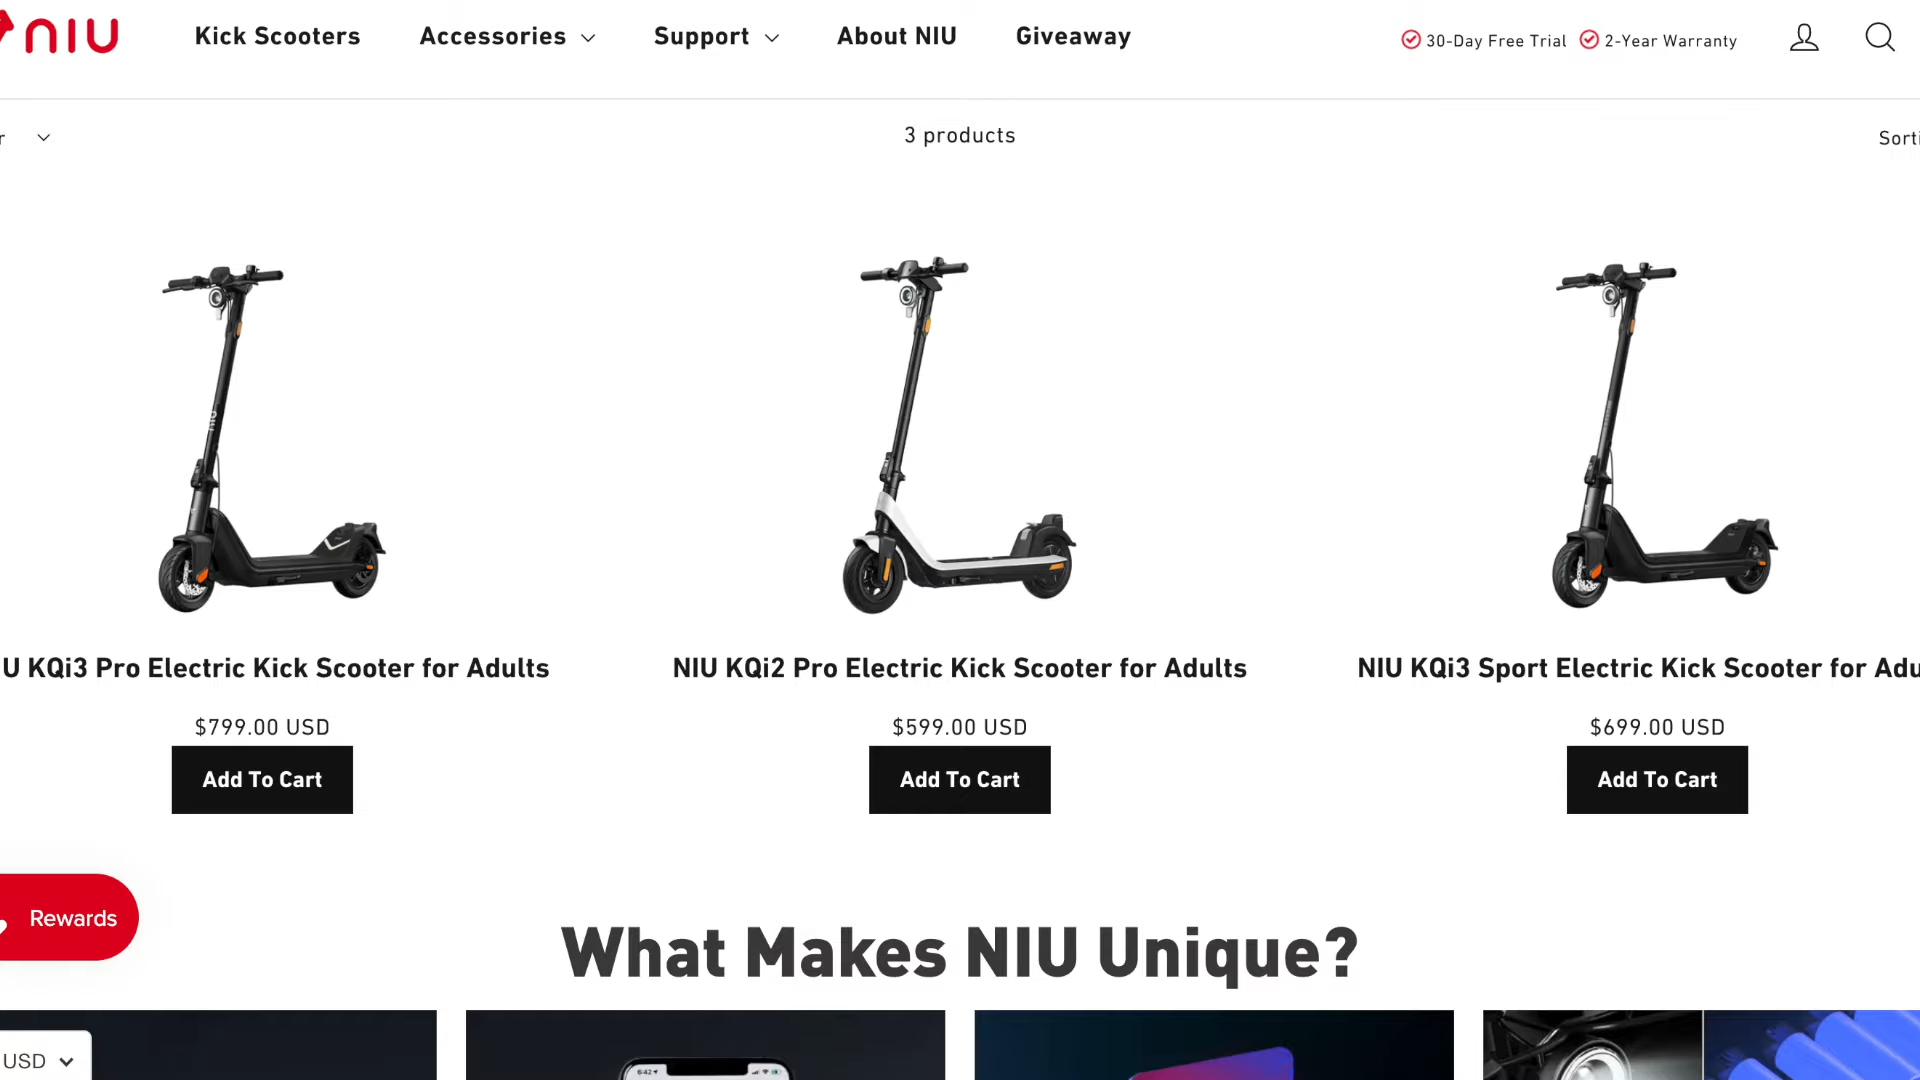 NIU
Kick Scooters
Accessories
Support
About NIU
Giveaway
30-Day Free Trial
2-Year Warranty
r
3 products
Sorti
U KQi3 Pro Electric Kick Scooter for Adults
$799.00 USD
Add To Cart
NIU KQi2 Pro Electric Kick Scooter for Adults
$599.00 USD
Add To Cart
NIU KQi3 Sport Electric Kick Scooter for Adu
$699.00 USD
Add To Cart
Rewards
What Makes NIU Unique?
USD
6:42